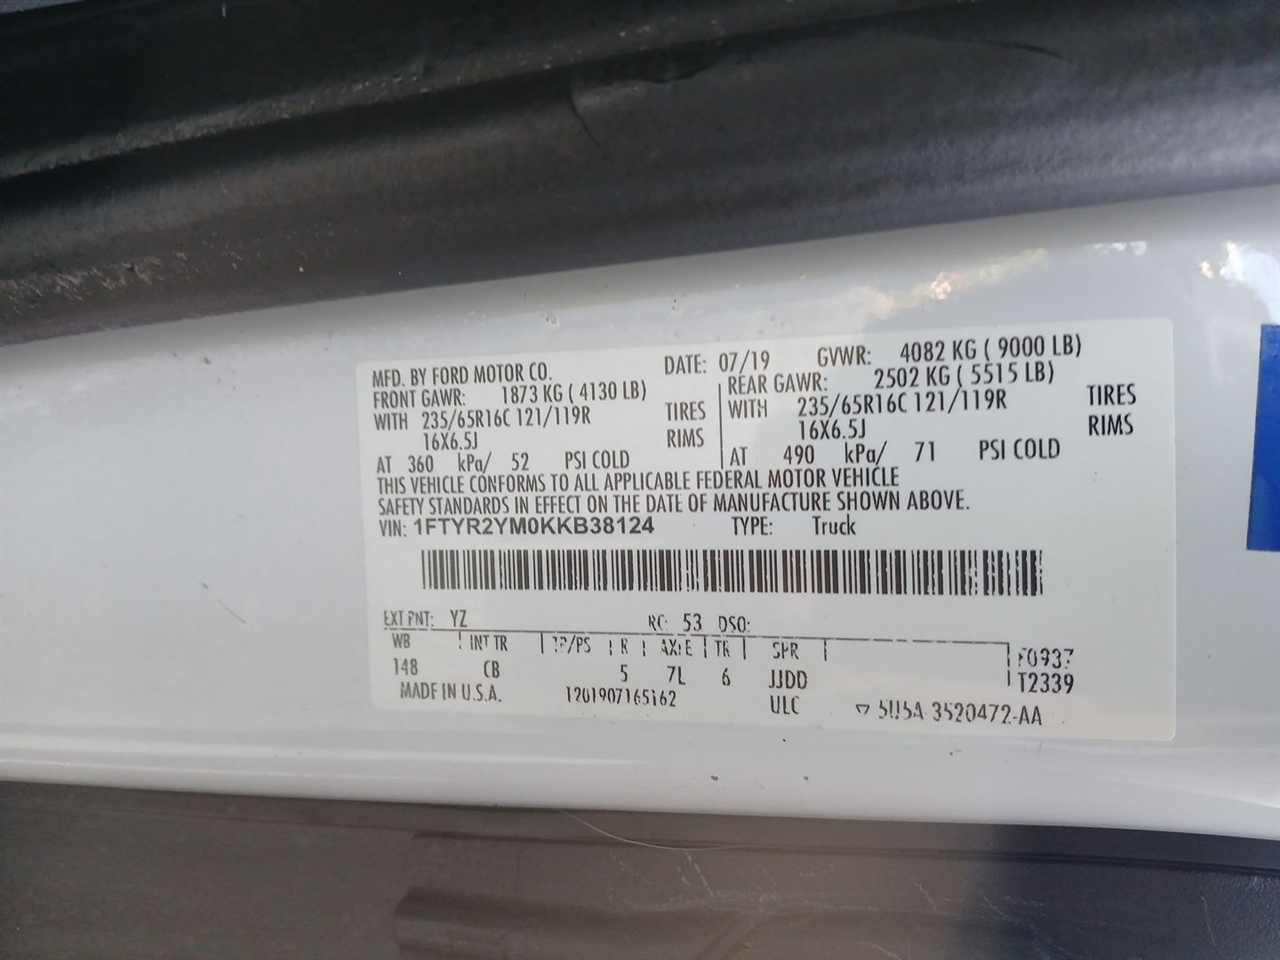 MFD. BY FORD MOTOR CO. DATE: 07/19 GVWR: 4082 KG ( 9000 LB)
FRONT GAWR: 1873 KG ( 4130 LB) REAR GAWR: 2502 KG ( 5515 LB)
WITH 235/65R16C 121/119R TIRES WITH 235/65R16C 121/119R TIRES
16X6.5J RIMS 16X6.5J RIMS
AT 360 kPa/ 52 PSI COLD AT 490 kPa/ 71 PSI COLD
THIS VEHICLE CONFORMS TO ALL APPLICABLE FEDERAL MOTOR VEHICLE
SAFETY STANDARDS IN EFFECT ON THE DATE OF MANUFACTURE SHOWN ABOVE.
VIN: 1FTYR2YM0KKB38124 TYPE: Truck
EXT PNT: YZ RC: 53 DSO:
WB INT TR TP/PS R AXLE TR SPR F0937
148 CB 5 7L 6 JJDD T2339
MADE IN U.S.A. ULC